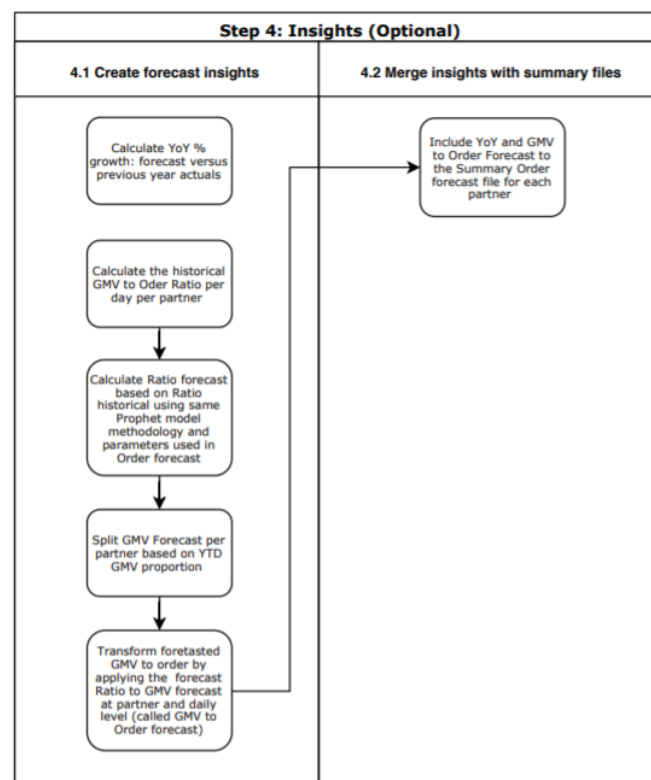 Step 4: Insights (Optional)
4.1 Create forecast insights
4.2 Merge insights with summary files
Calculate YoY %
growth: forecast versus
previous year actuals
Include YoY and GMV
to Order Forecast to
the Summary Order
forecast file for each
partner
Calculate the historical
GMV to Oder Ratio per
day per partner
Calculate Ratio forecast
based on Ratio
historical using same
Prophet model
methodology and
parameters used in
Order forecast
Split GMV Forecast per
partner based on YTD
GMV proportion
Transform foretasted
GMV to order by
applying the forecast
Ratio to GMV forecast
at partner and daily
level (called GMV to
Order forecast)